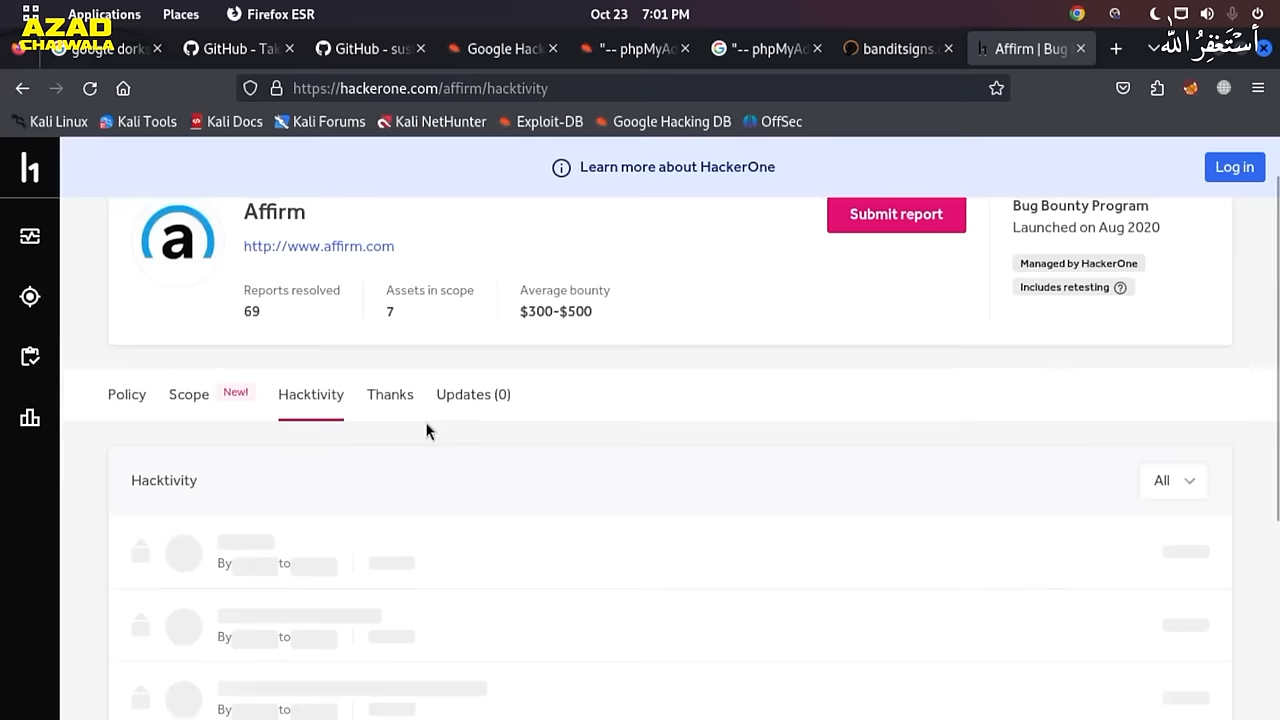 Applications Places Firefox ESR Oct 23 7:01 PM
AZAD
CHAIWALA
أستغفر الله
google dorks GitHub - Tak GitHub - sus Google Hack "-- phpMyAd "-- phpMyAd banditsigns. Affirm | Bug
https://hackerone.com/affirm/hacktivity
Kali Linux Kali Tools Kali Docs Kali Forums Kali NetHunter Exploit-DB Google Hacking DB OffSec
Learn more about HackerOne
Log in
Affirm
http://www.affirm.com
Reports resolved
69
Assets in scope
7
Average bounty
$300-$500
Submit report
Bug Bounty Program
Launched on Aug 2020
Managed by HackerOne
Includes retesting
Policy Scope New! Hacktivity Thanks Updates (0)
Hacktivity
All
By to
By to
By to